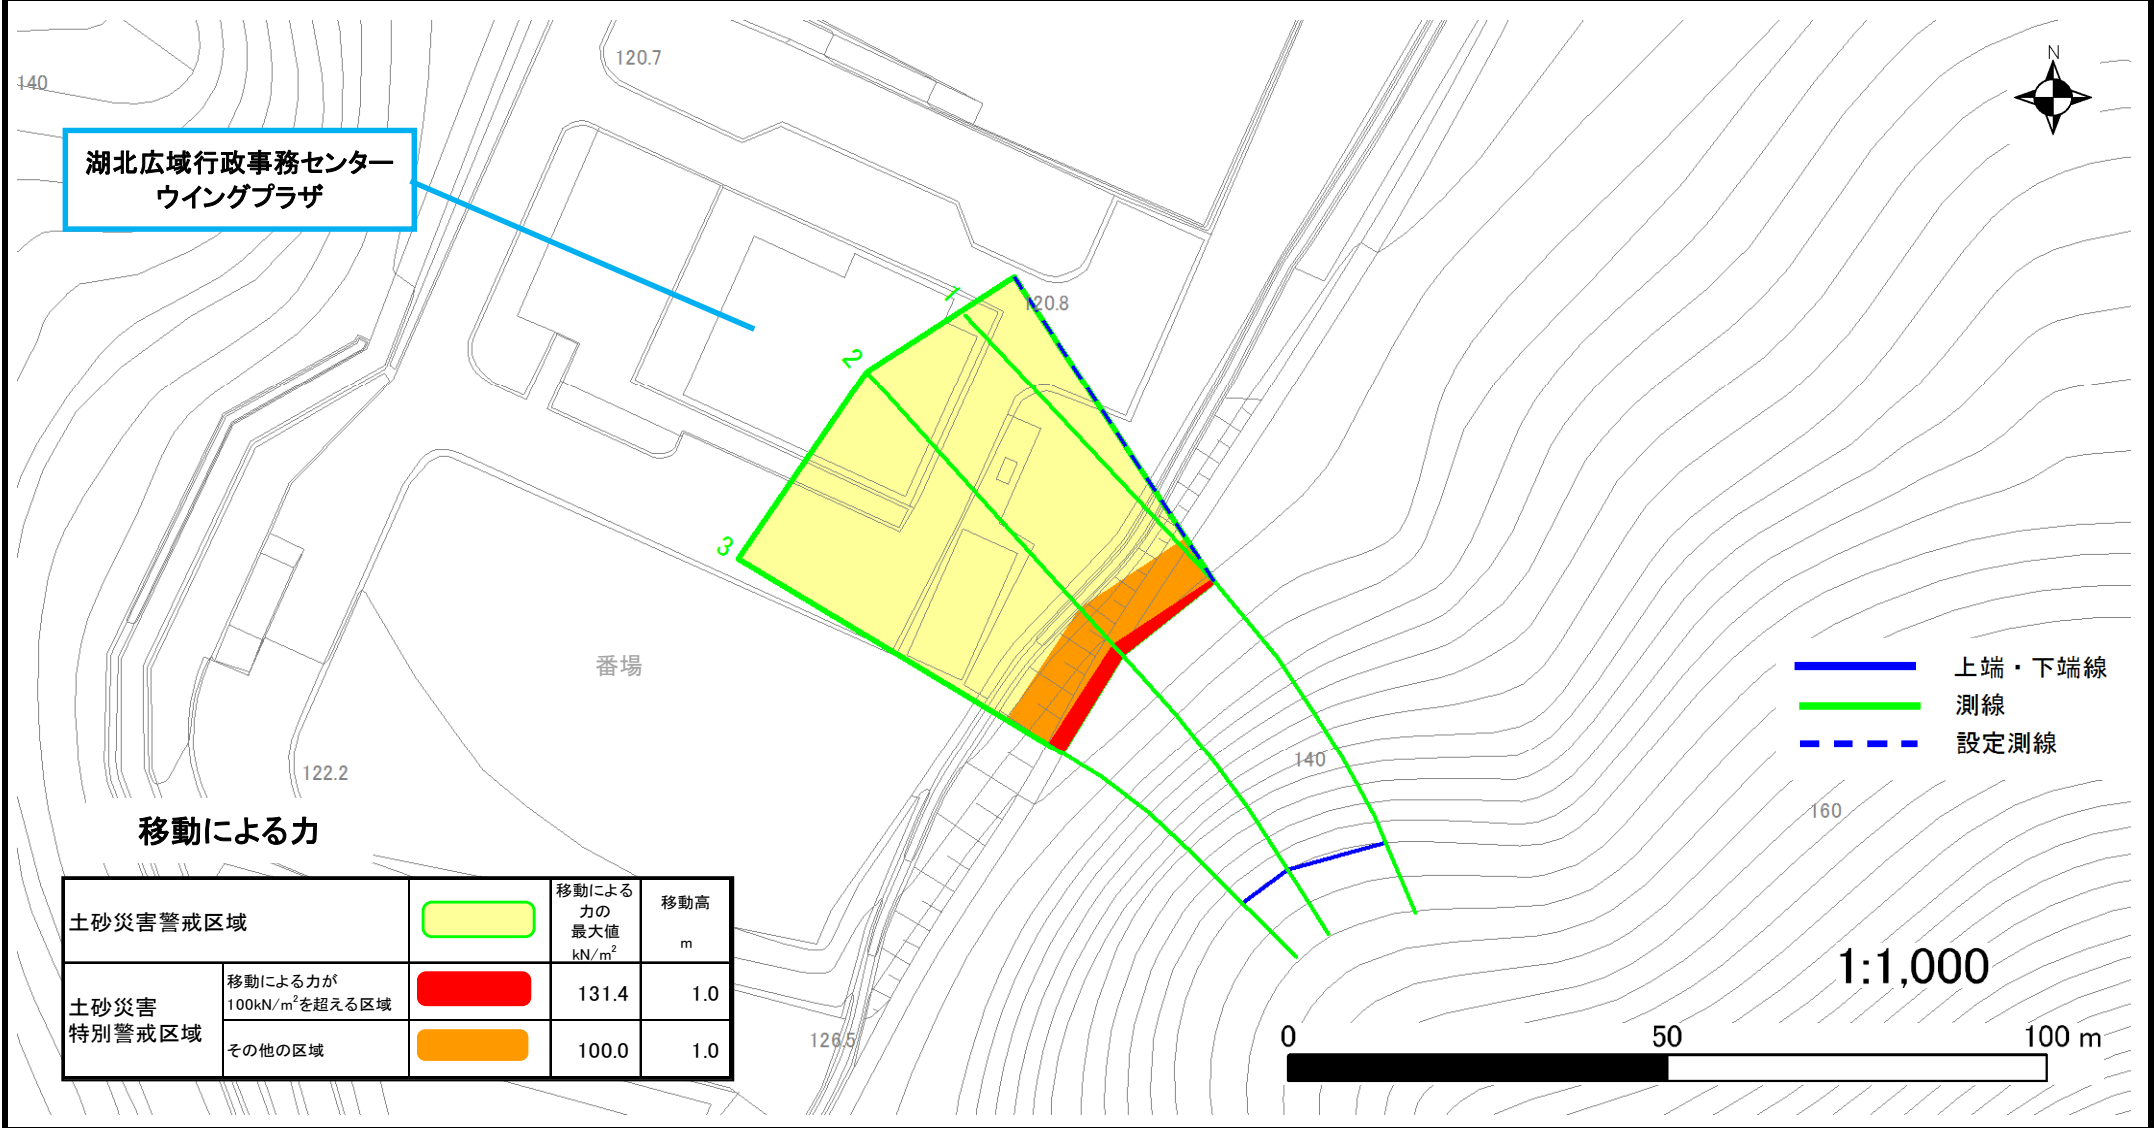 120.7
N
140
湖北広域行政事務センター
ウイングプラザ
1
120.8
2
3
番場
上端・下端線
測線
設定測線
140
122.2
160
移動による力
土砂災害警戒区域
移動による
力の
最大値
kN/m²
移動高
m
土砂災害
特別警戒区域
移動による力が
100kN/m²を超える区域
131.4
1.0
その他の区域
100.0
1.0
126.5
1:1,000
0
50
100 m